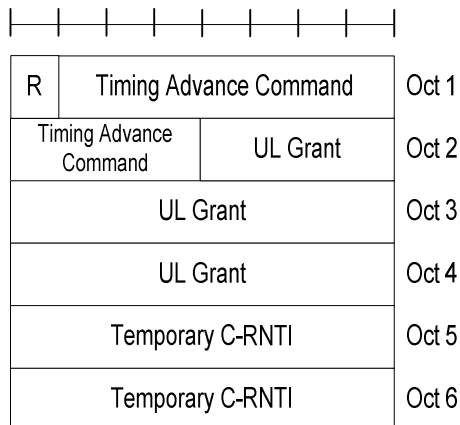 R Timing Advance Command Oct 1
Timing Advance
Command UL Grant Oct 2
UL Grant Oct 3
UL Grant Oct 4
Temporary C-RNTI Oct 5
Temporary C-RNTI Oct 6